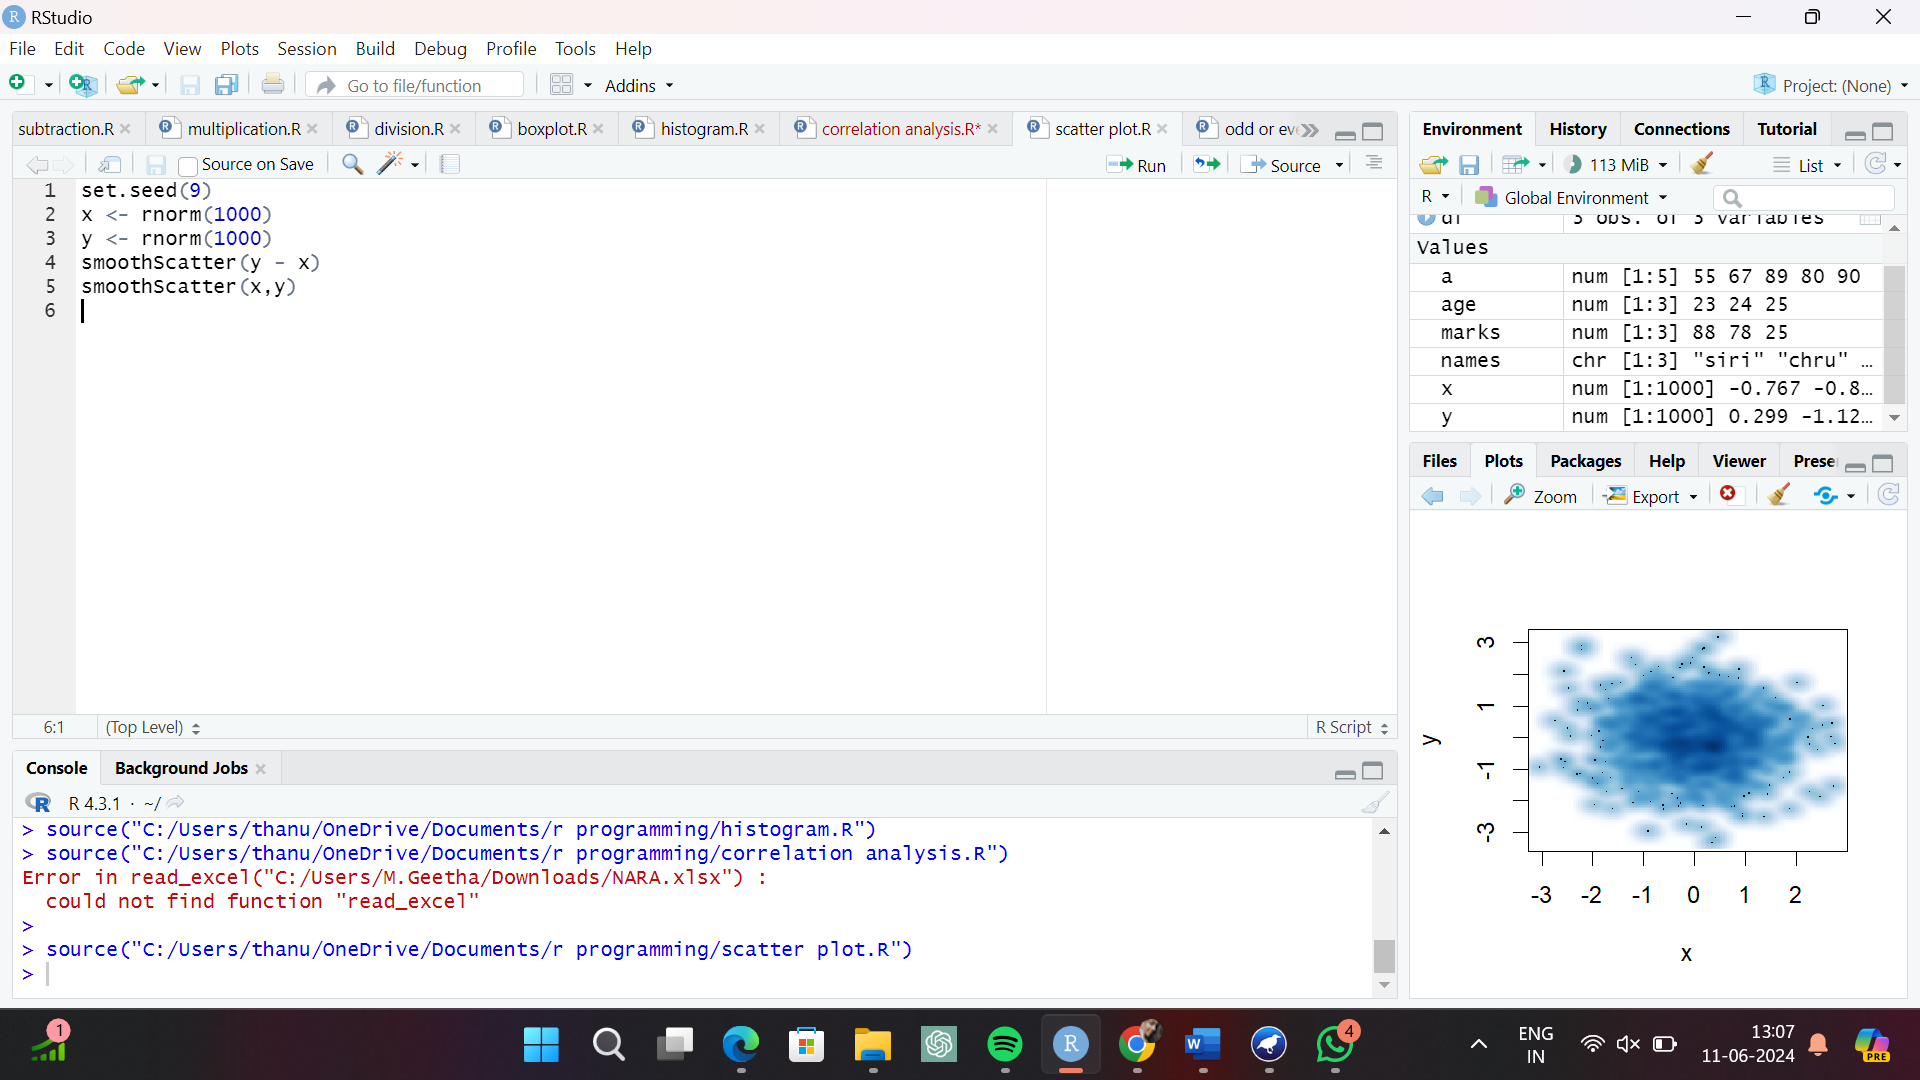 RStudio
File Edit Code View Plots Session Build Debug Profile Tools Help
Go to file/function Addins Project: (None)
subtraction.R multiplication.R division.R boxplot.R histogram.R correlation analysis.R* scatter plot.R odd or eve
Source on Save Run Source
1 set.seed(9)
2 x <- rnorm(1000)
3 y <- rnorm(1000)
4 smoothScatter(y - x)
5 smoothScatter(x,y)
6
6:1 (Top Level) R Script
Console Background Jobs
R 4.3.1 · ~/
> source("C:/Users/thanu/OneDrive/Documents/r programming/histogram.R")
> source("C:/Users/thanu/OneDrive/Documents/r programming/correlation analysis.R")
Error in read_excel("C:/Users/M.Geetha/Downloads/NARA.xlsx") :
could not find function "read_excel"
>
> source("C:/Users/thanu/OneDrive/Documents/r programming/scatter plot.R")
>
Environment History Connections Tutorial
113 MiB List
R Global Environment
df 3 obs. of 3 variables
Values
a num [1:5] 55 67 89 80 90
age num [1:3] 23 24 25
marks num [1:3] 88 78 25
names chr [1:3] "siri" "chru" …
x num [1:1000] -0.767 -0.8…
y num [1:1000] 0.299 -1.12…
Files Plots Packages Help Viewer Prese
Zoom Export
3
1
-1
-3
y
-3 -2 -1 0 1 2
x
1
4
ENG
IN
13:07
11-06-2024
PRE